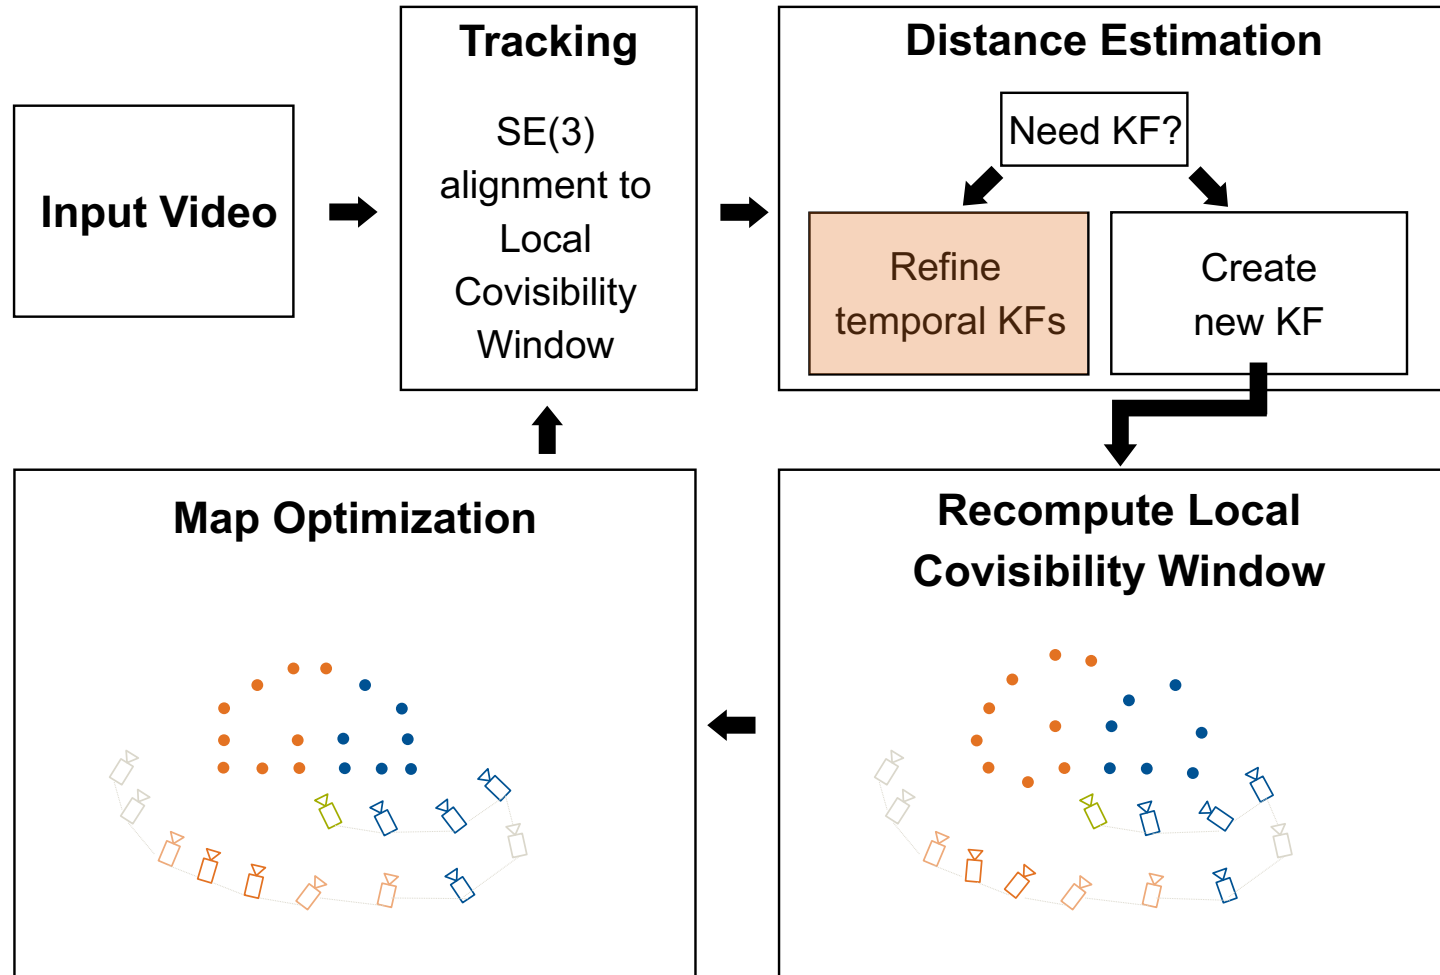 Input Video
Tracking
SE(3)
alignment to
Local
Covisibility
Window
Distance Estimation
Need KF?
Refine
temporal KFs
Create
new KF
Map Optimization
Recompute Local
Covisibility Window